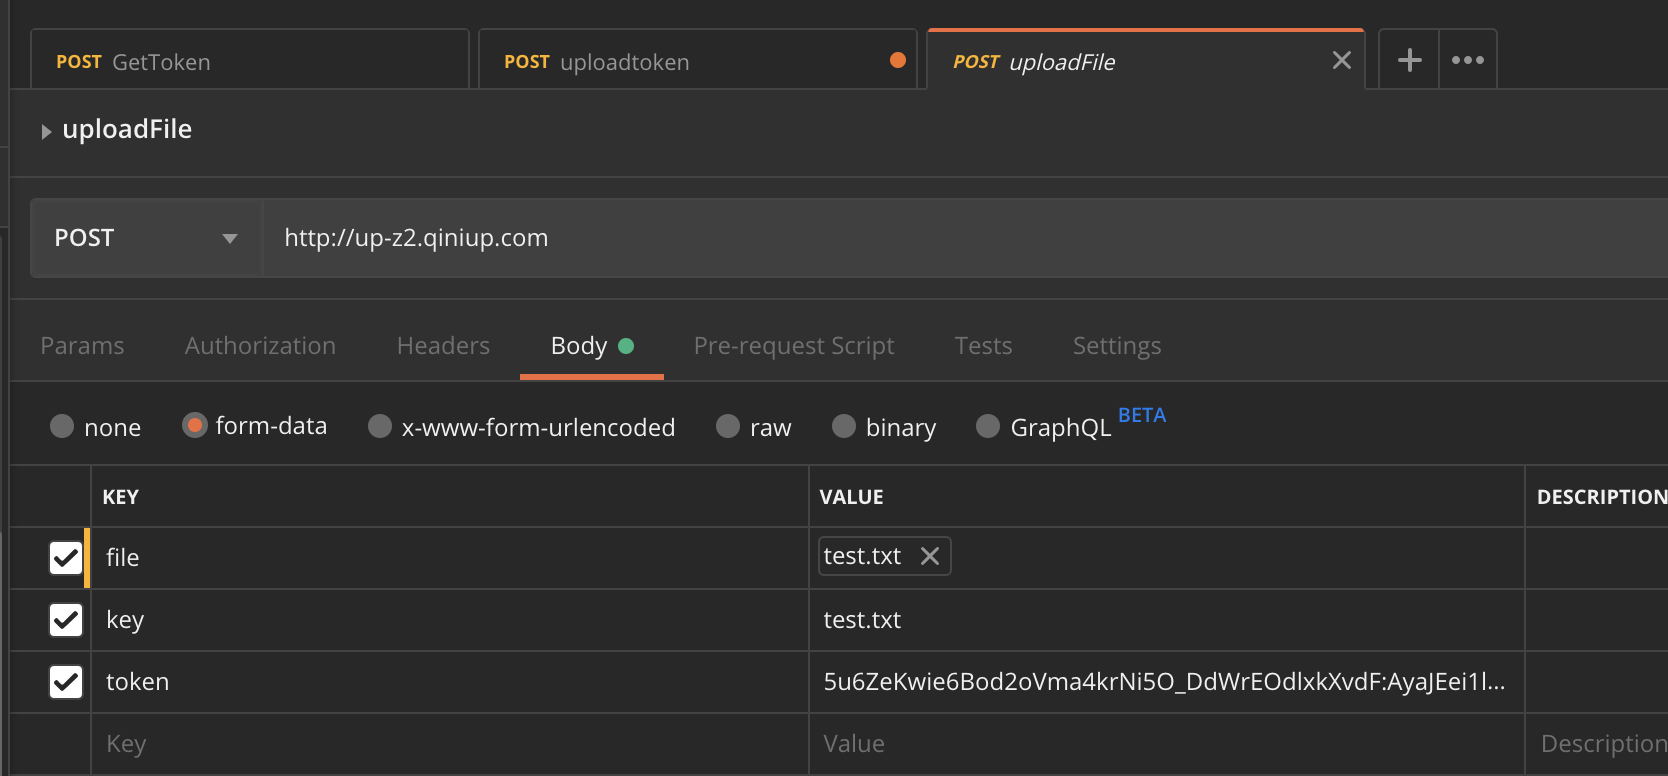 POST GetToken POST uploadtoken POST uploadFile
uploadFile
POST http://up-z2.qiniup.com
Params Authorization Headers Body Pre-request Script Tests Settings
none form-data x-www-form-urlencoded raw binary GraphQL BETA
KEY VALUE DESCRIPTION
file test.txt
key test.txt
token 5u6ZeKwie6Bod2oVma4krNi5O_DdWrEOdlxkXvdF:AyaJEei1l...
Key Value Description